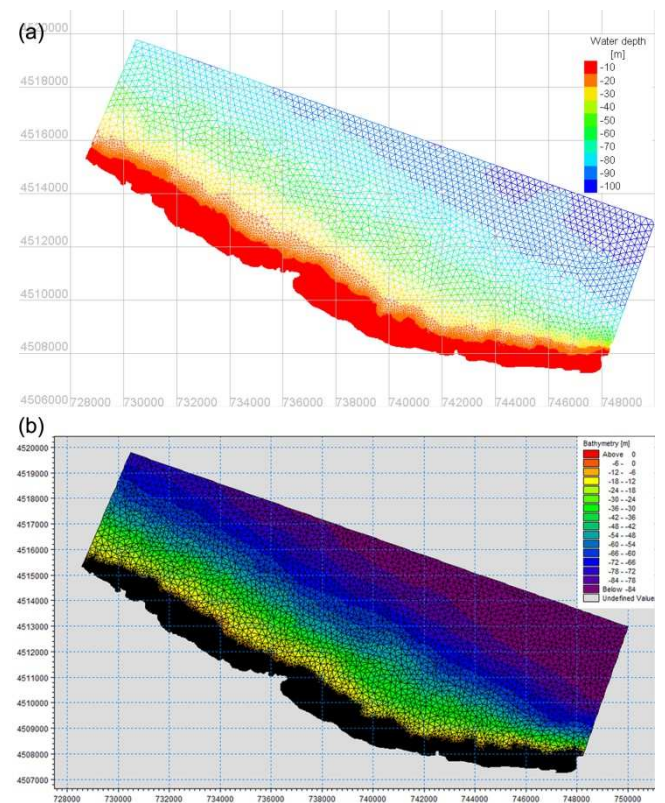 (a)
4520000
Water depth
[m]
-10
-20
-30
-40
-50
-60
-70
-80
-90
-100
4518000
4516000
4514000
4512000
4510000
4508000
4506000
728000 730000 732000 734000 736000 738000 740000 742000 744000 746000 748000
(b)
Bathymetry [m]
Above 0
-6 - 0
-12 - -6
-18 - -12
-24 - -18
-30 - -24
-36 - -30
-42 - -36
-48 - -42
-54 - -48
-60 - -54
-66 - -60
-72 - -66
-78 - -72
-84 - -78
Below -84
Undefined Value
4520000
4519000
4518000
4517000
4516000
4515000
4514000
4513000
4512000
4511000
4510000
4509000
4508000
4507000
728000 730000 732000 734000 736000 738000 740000 742000 744000 746000 748000 750000